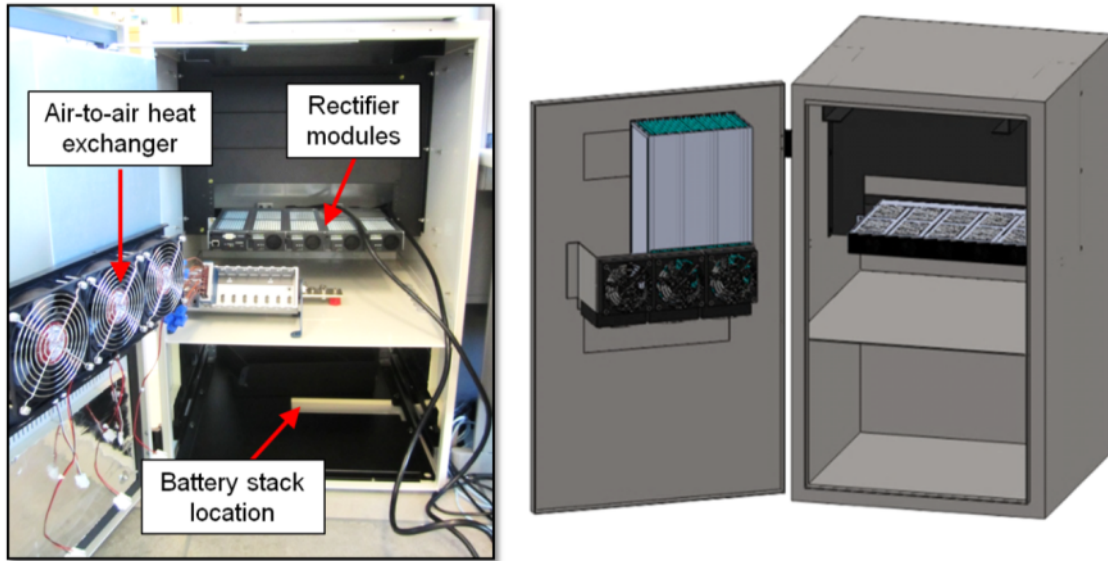 Air-to-air heat
exchanger
Rectifier
modules
Battery stack
location